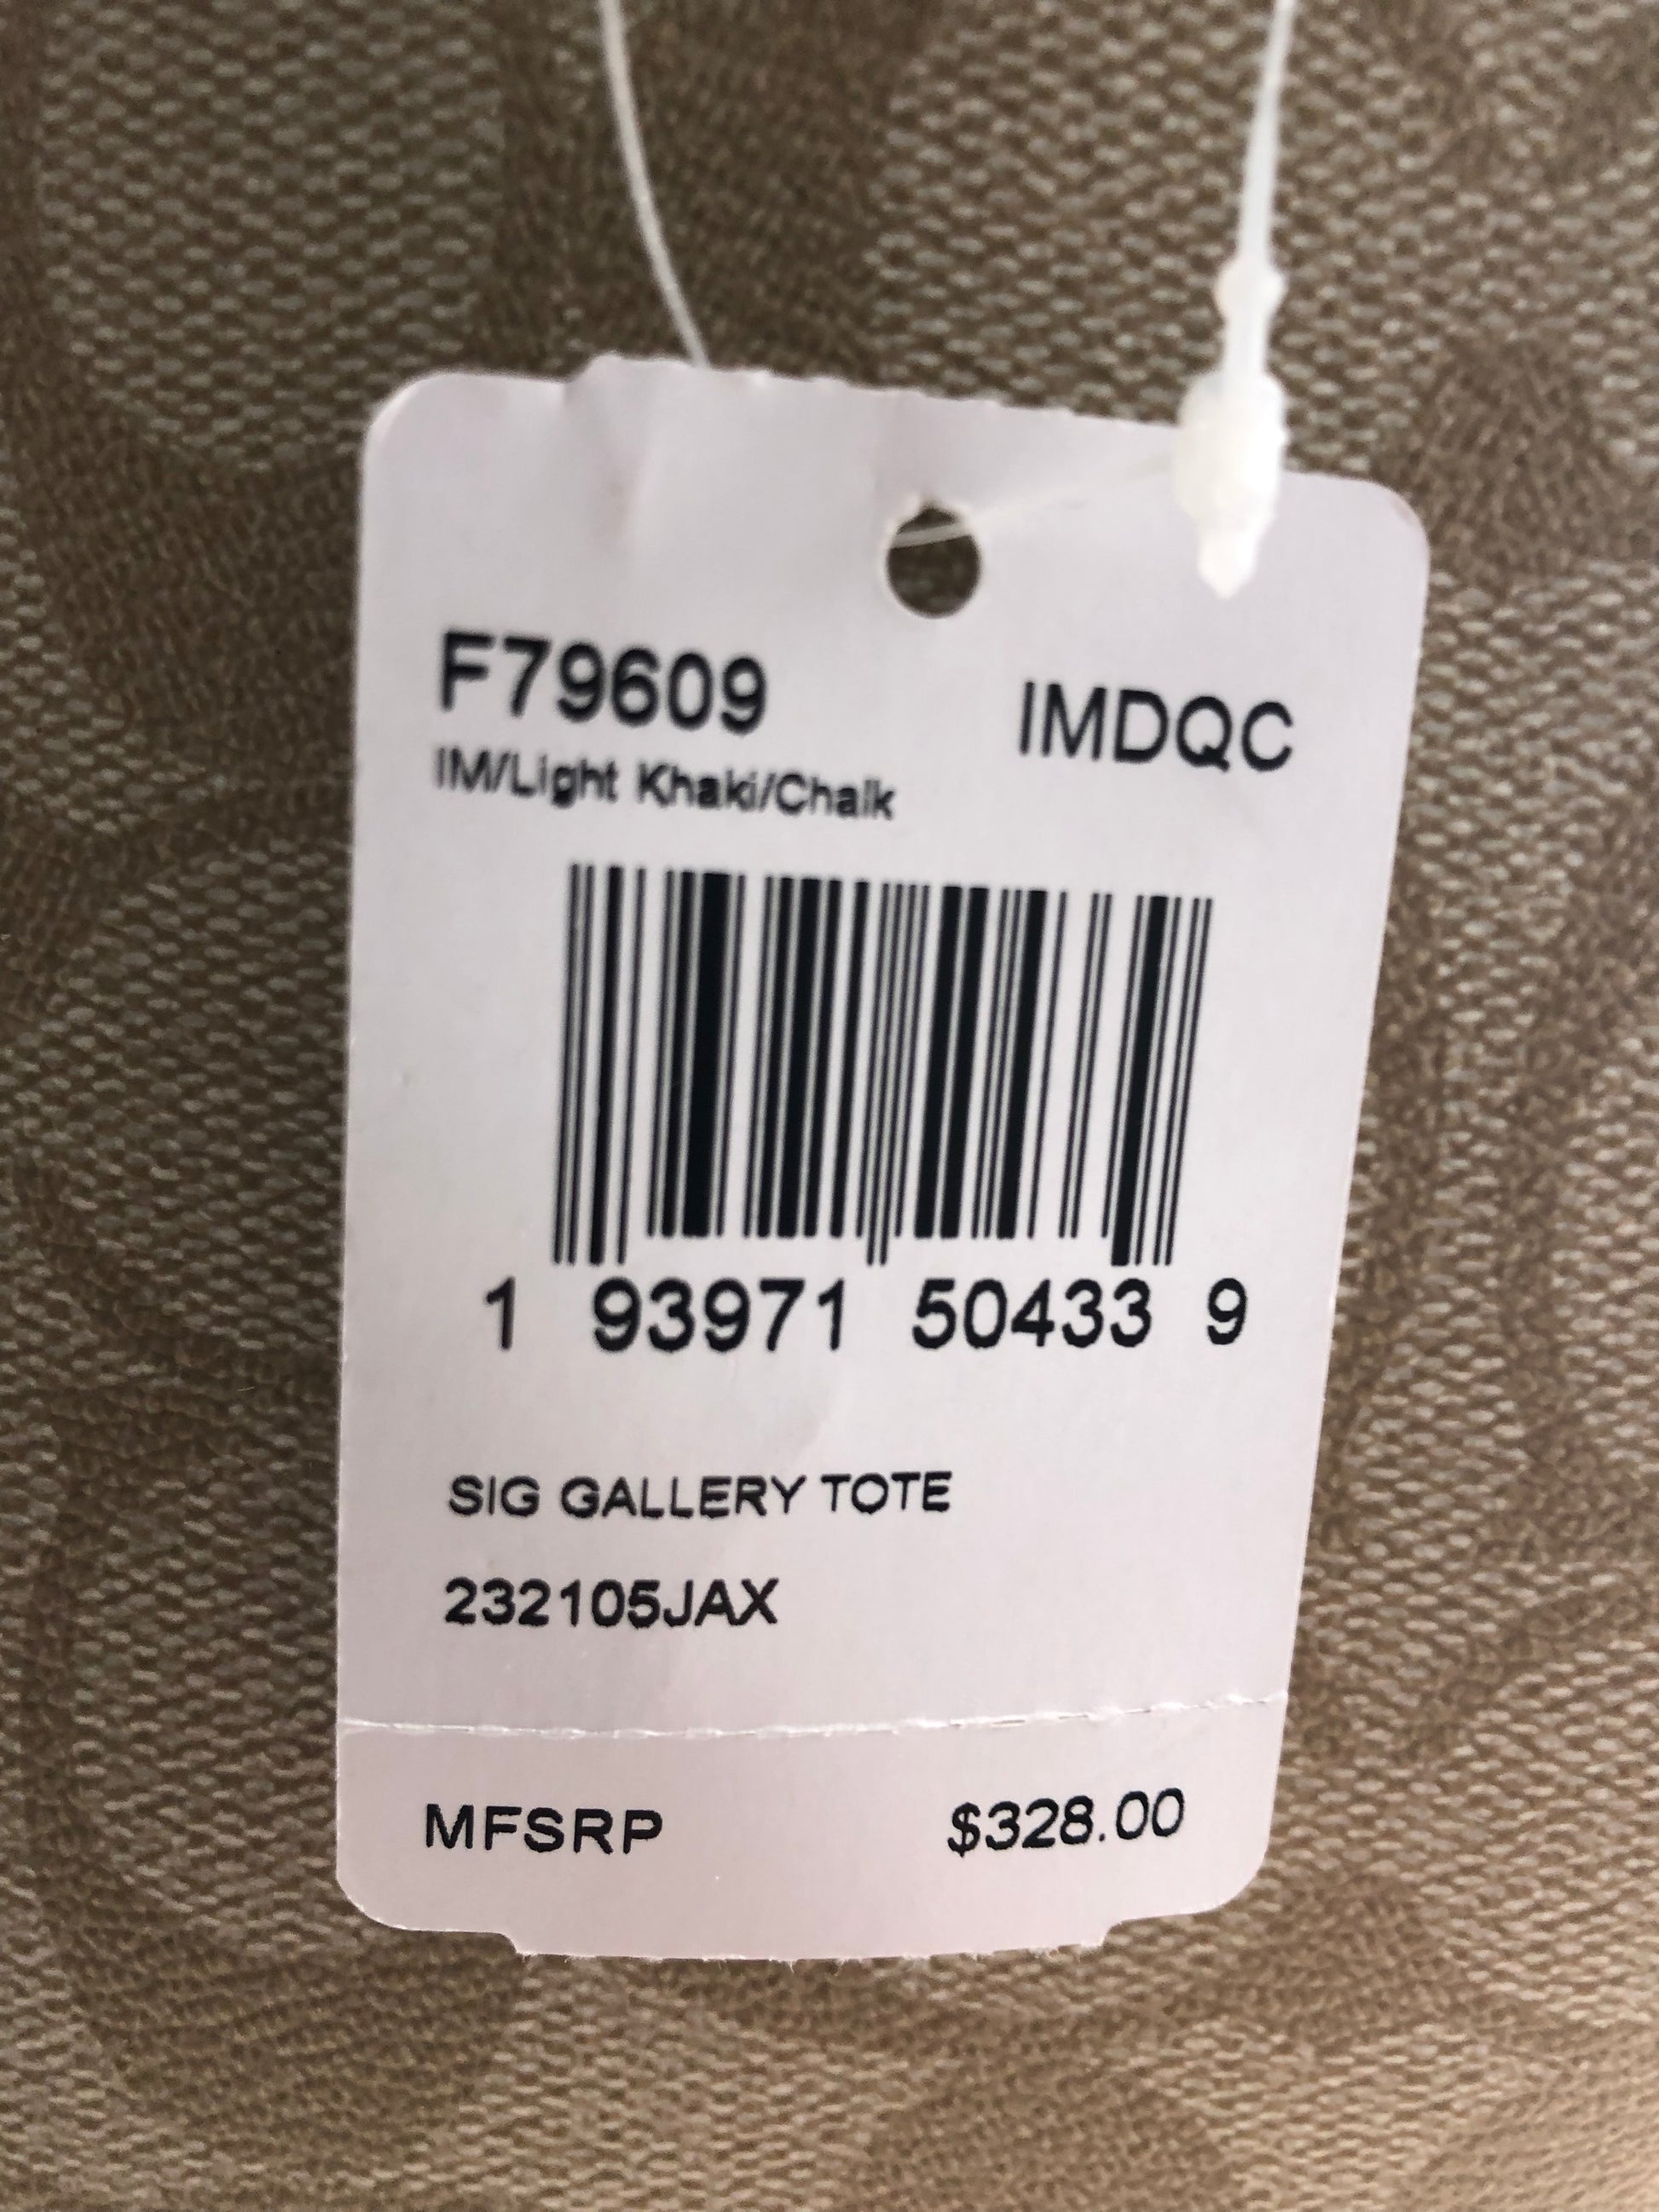 F79609 IMDQC
IM/Light Khaki/Chalk
1 93971 50433 9
SIG GALLERY TOTE
232105JAX
MFSRP $328.00